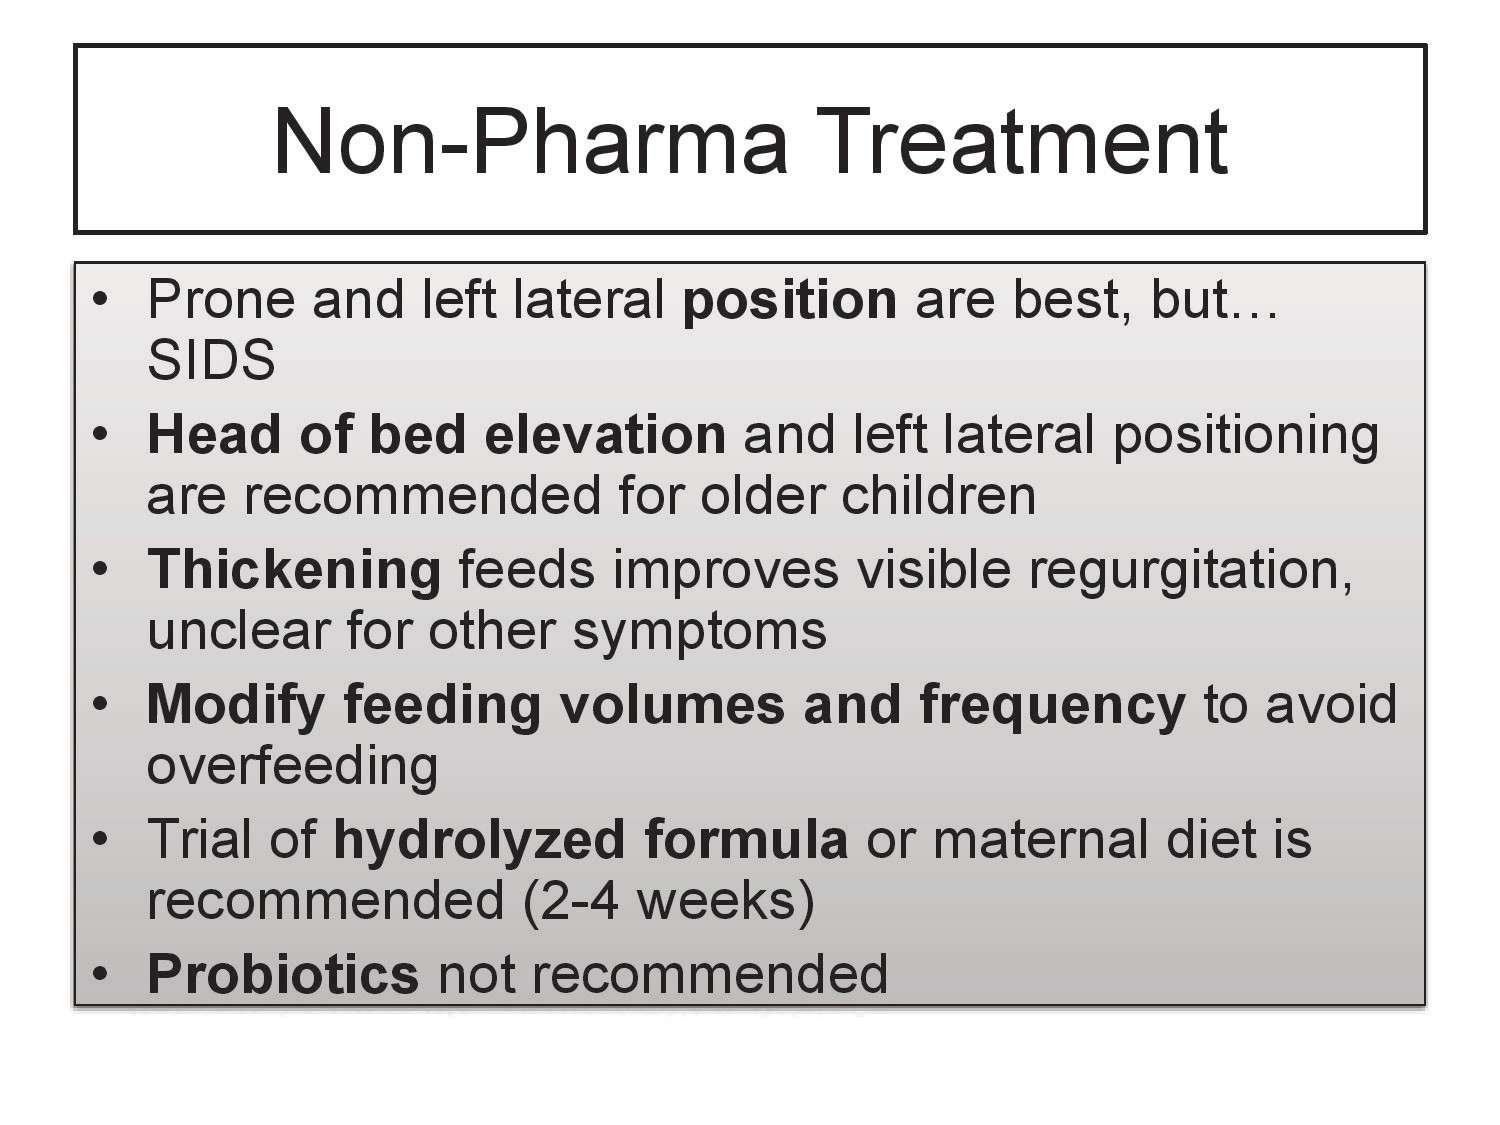 Non-Pharma Treatment
• Prone and left lateral position are best, but…
SIDS
• Head of bed elevation and left lateral positioning
are recommended for older children
• Thickening feeds improves visible regurgitation,
unclear for other symptoms
• Modify feeding volumes and frequency to avoid
overfeeding
• Trial of hydrolyzed formula or maternal diet is
recommended (2-4 weeks)
• Probiotics not recommended